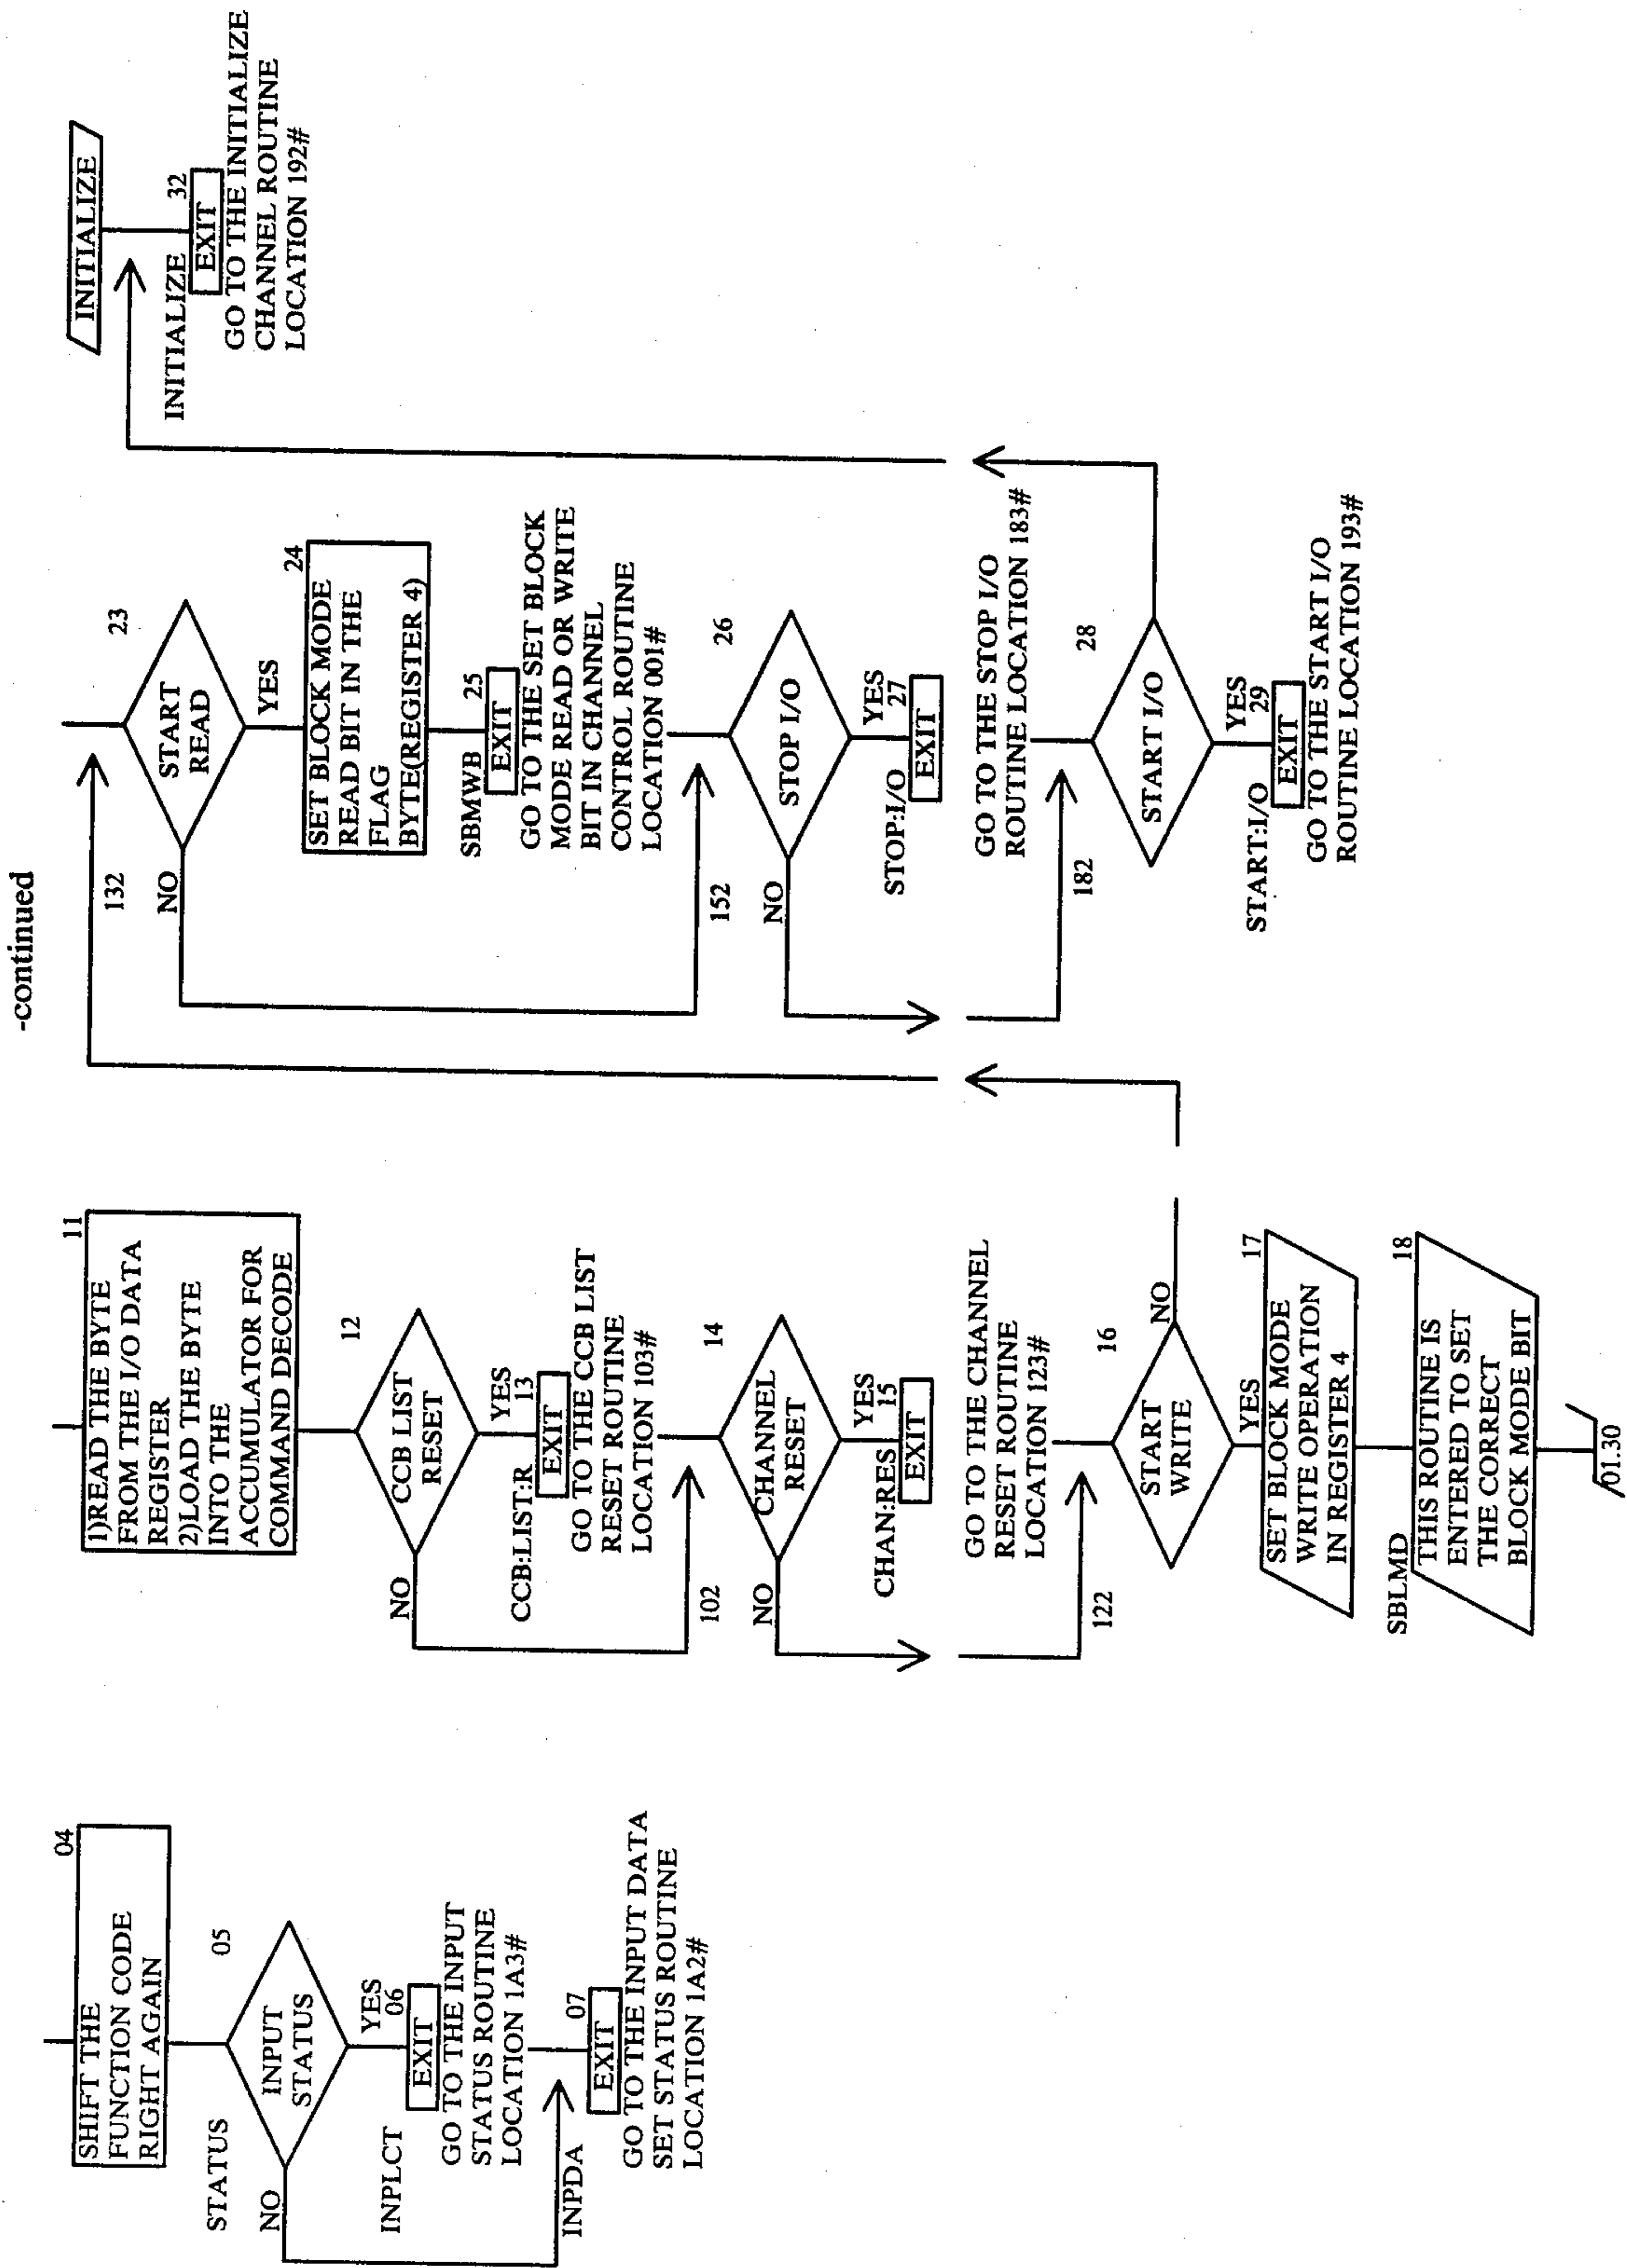 -continued
04
SHIFT THE
FUNCTION CODE
RIGHT AGAIN
STATUS
05
INPUT
STATUS
NO
YES
INPLCT
06
EXIT
GO TO THE INPUT
STATUS ROUTINE
LOCATION 1A3#
INPDA
07
EXIT
GO TO THE INPUT DATA
SET STATUS ROUTINE
LOCATION 1A2#
11
1)READ THE BYTE
FROM THE I/O DATA
REGISTER
2)LOAD THE BYTE
INTO THE
ACCUMULATOR FOR
COMMAND DECODE
12
CCB LIST
RESET
NO
YES
CCB:LIST:R
13
EXIT
GO TO THE CCB LIST
RESET ROUTINE
LOCATION 103#
102
14
CHANNEL
RESET
NO
YES
CHAN:RES
15
EXIT
GO TO THE CHANNEL
RESET ROUTINE
LOCATION 123#
122
16
START
WRITE
NO
YES
17
SET BLOCK MODE
WRITE OPERATION
IN REGISTER 4
SBLMD
18
THIS ROUTINE IS
ENTERED TO SET
THE CORRECT
BLOCK MODE BIT
01.30
132
23
START
READ
NO
YES
24
SET BLOCK MODE
READ BIT IN THE
FLAG
BYTE(REGISTER 4)
SBMWB
25
EXIT
GO TO THE SET BLOCK
MODE READ OR WRITE
BIT IN CHANNEL
CONTROL ROUTINE
LOCATION 001#
152
26
STOP I/O
NO
YES
STOP:I/O
27
EXIT
GO TO THE STOP I/O
ROUTINE LOCATION 183#
182
28
START I/O
YES
START:I/O
29
EXIT
GO TO THE START I/O
ROUTINE LOCATION 193#
INITIALIZE
INITIALIZE
32
EXIT
GO TO THE INITIALIZE
CHANNEL ROUTINE
LOCATION 192#